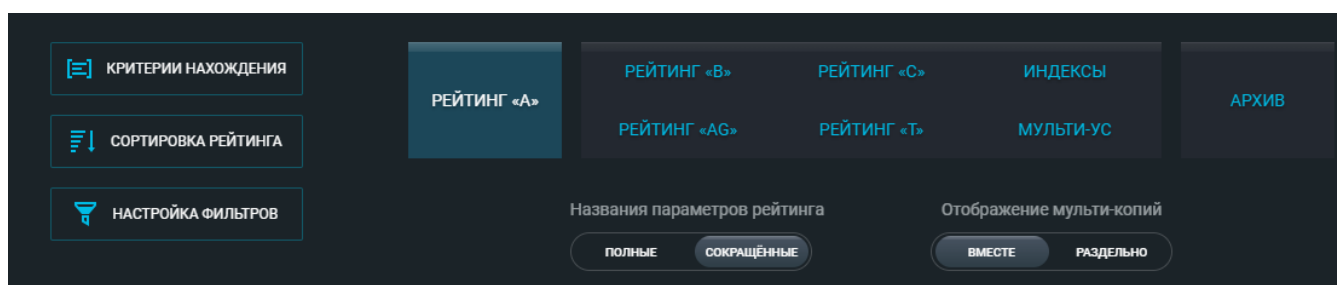 КРИТЕРИИ НАХОЖДЕНИЯ
СОРТИРОВКА РЕЙТИНГА
НАСТРОЙКА ФИЛЬТРОВ
РЕЙТИНГ «A»
РЕЙТИНГ «B» РЕЙТИНГ «C» ИНДЕКСЫ
РЕЙТИНГ «AG» РЕЙТИНГ «T» МУЛЬТИ-УС
АРХИВ
Названия параметров рейтинга
ПОЛНЫЕ СОКРАЩЁННЫЕ
Отображение мульти-копий
ВМЕСТЕ РАЗДЕЛЬНО